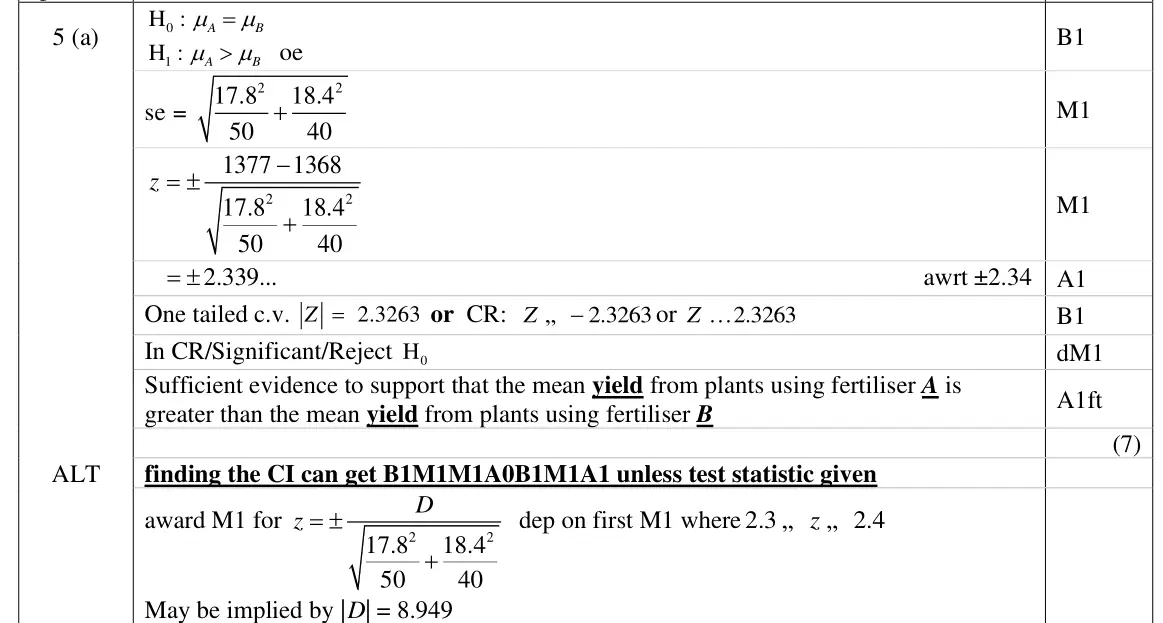 5 (a)
H₀ : μ_A = μ_B
H₁ : μ_A > μ_B oe
B1
se = √(17.8²/50 + 18.4²/40)
M1
z = ± (1377 − 1368)/√(17.8²/50 + 18.4²/40)
M1
= ±2.339... awrt ±2.34 A1
One tailed c.v. |Z| = 2.3263 or CR: Z ,, − 2.3263 or Z …2.3263 B1
In CR/Significant/Reject H₀ dM1
Sufficient evidence to support that the mean yield from plants using fertiliser A is
greater than the mean yield from plants using fertiliser B
A1ft
(7)
ALT finding the CI can get B1M1M1A0B1M1A1 unless test statistic given
award M1 for z = ± D/√(17.8²/50 + 18.4²/40) dep on first M1 where 2.3 ,, z ,, 2.4
May be implied by |D| = 8.949